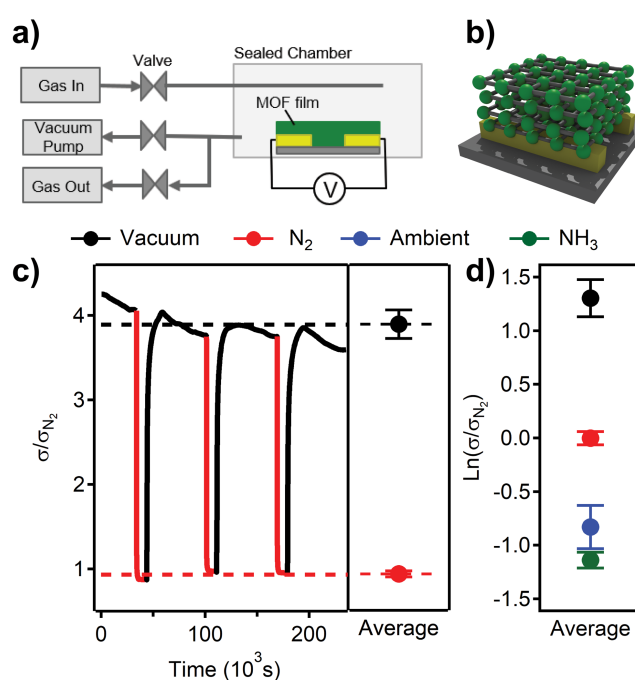 a)
Gas In
Valve
Vacuum
Pump
Gas Out
Sealed Chamber
MOF film
V
b)
Vacuum N₂ Ambient NH₃
c)
σ/σN₂
4
3
2
1
0 100 200
Time (10³s)
Average
d)
Ln(σ/σN₂)
1.5
1.0
0.5
0.0
-0.5
-1.0
-1.5
Average